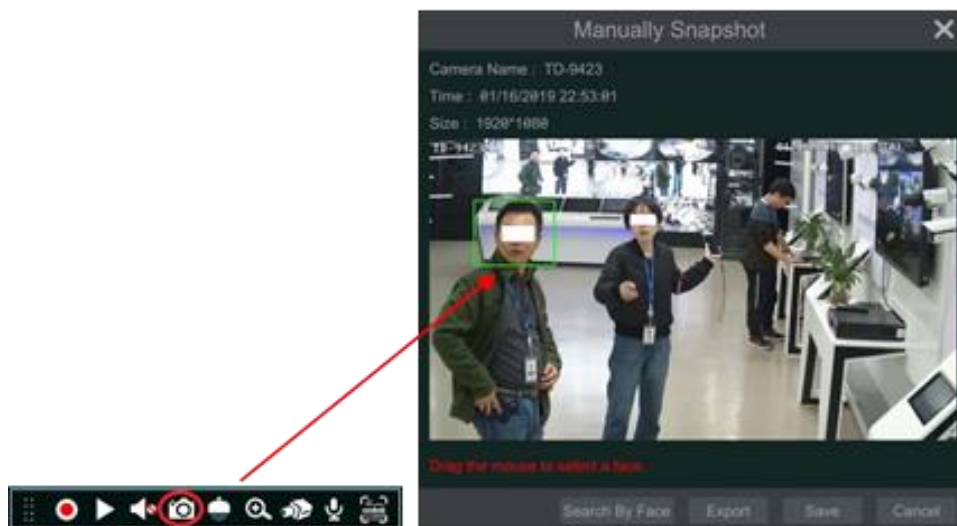 Manually Snapshot
Camera Name : TD-9423
Time : 01/16/2019 22:53:01
Size : 1920*1080
Drag the mouse to select a face.
Search By Face Export Save Cancel